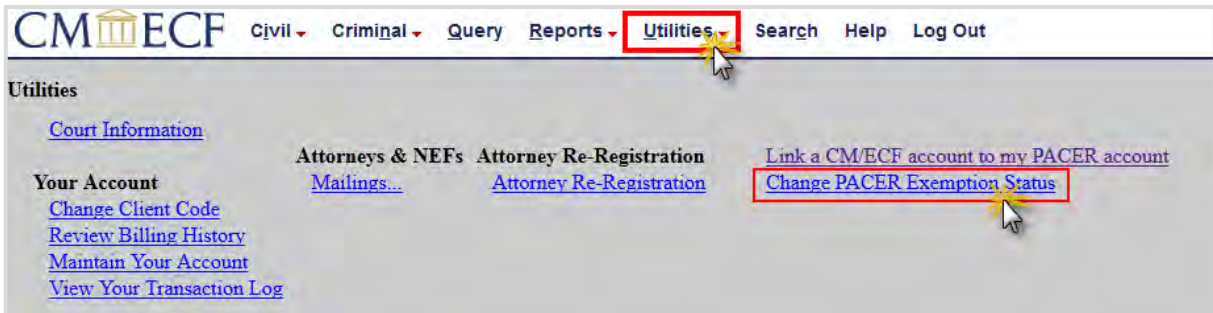 CM ECF Civil Criminal Query Reports Utilities Search Help Log Out
Utilities
Court Information
Attorneys & NEFs Attorney Re-Registration Link a CM/ECF account to my PACER account
Your Account Mailings... Attorney Re-Registration Change PACER Exemption Status
Change Client Code
Review Billing History
Maintain Your Account
View Your Transaction Log